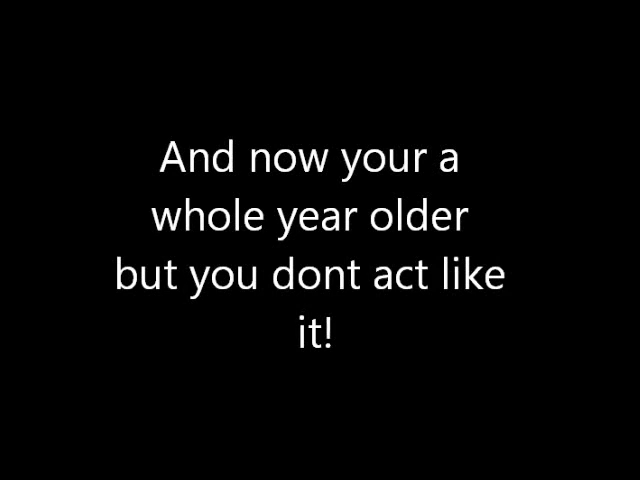 And now your a
whole year older
but you dont act like
it!